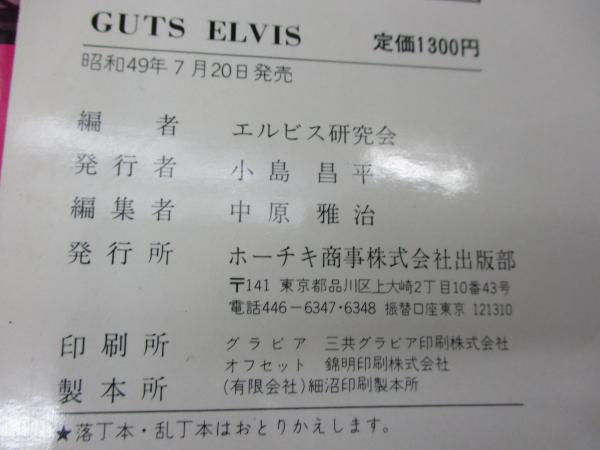 GUTS ELVIS 定価1300円
昭和49年7月20日発売
編者 エルビス研究会
発行者 小島昌平
編集者 中原雅治
発行所 ホーチキ商事株式会社出版部
〒141 東京都品川区上大崎2丁目10番43号
電話446-6347・6348 振替口座東京 121310
印刷所 グラビア 三共グラビア印刷株式会社
オフセット 錦明印刷株式会社
製本所 (有限会社)細沼印刷製本所
★落丁本・乱丁本はおとりかえします。